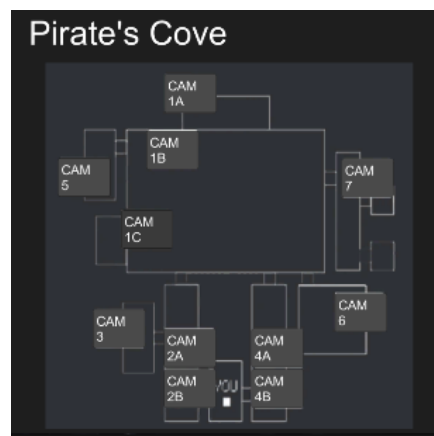 Pirate's Cove
CAM
1A
CAM
1B
CAM
5
CAM
7
CAM
1C
CAM
6
CAM
3
CAM
2A
CAM
4A
CAM
2B
YOU
CAM
4B